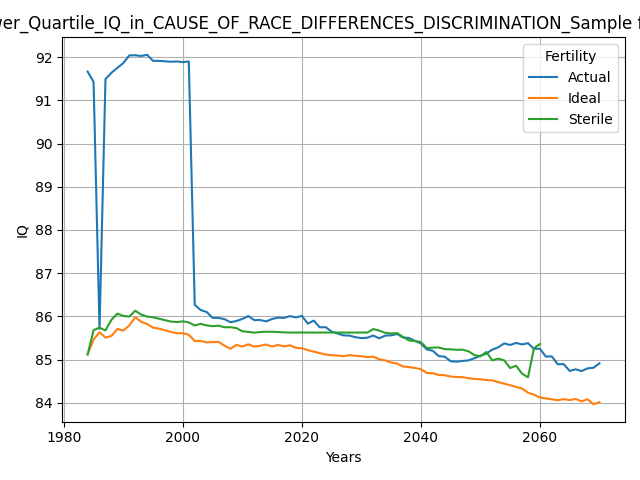 wer_Quartile_IQ_in_CAUSE_OF_RACE_DIFFERENCES_DISCRIMINATION_Sample f
Fertility
Actual
Ideal
Sterile
92
91
90
89
88
87
86
85
84
IQ
1980
2000
2020
2040
2060
Years